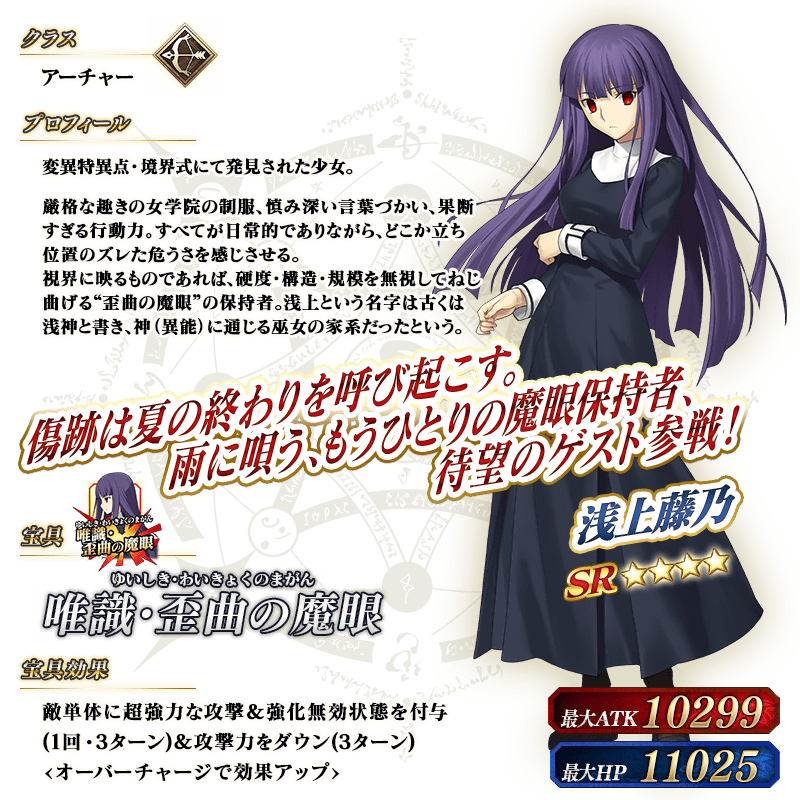 クラス
アーチャー
プロフィール
変異特異点・境界式にて発見された少女。
厳格な趣きの女学院の制服、慎み深い言葉づかい、果断
すぎる行動力。すべてが日常的でありながら、どこか立ち
位置のズレた危うさを感じさせる。
視界に映るものであれば、硬度・構造・規模を無視してねじ
曲げる“歪曲の魔眼”の保持者。浅上という名字は古くは
浅神と書き、神（異能）に通じる巫女の家系だったという。
傷跡は夏の終わりを呼び起こす。
雨に唄う、もうひとりの魔眼保持者、
待望のゲスト参戦！
浅上藤乃
SR
宝具
ゆいしき・わいきょくのまがん
唯識・
歪曲の魔眼
ゆいしき・わいきょくのまがん
唯識・歪曲の魔眼
宝具効果
敵単体に超強力な攻撃＆強化無効状態を付与
(1回・3ターン)＆攻撃力をダウン(3ターン)
<オーバーチャージで効果アップ>
最大ATK 10299
最大HP 11025